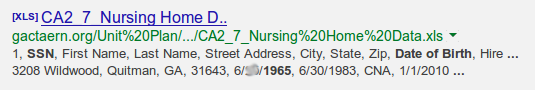 [XLS] CA2_7_Nursing Home D..
gactaern.org/Unit%20Plan/.../CA2_7_Nursing%20Home%20Data.xls
1, SSN, First Name, Last Name, Street Address, City, State, Zip, Date of Birth, Hire ...
3208 Wildwood, Quitman, GA, 31643, 6/ /1965, 6/30/1983, CNA, 1/1/2010 ...